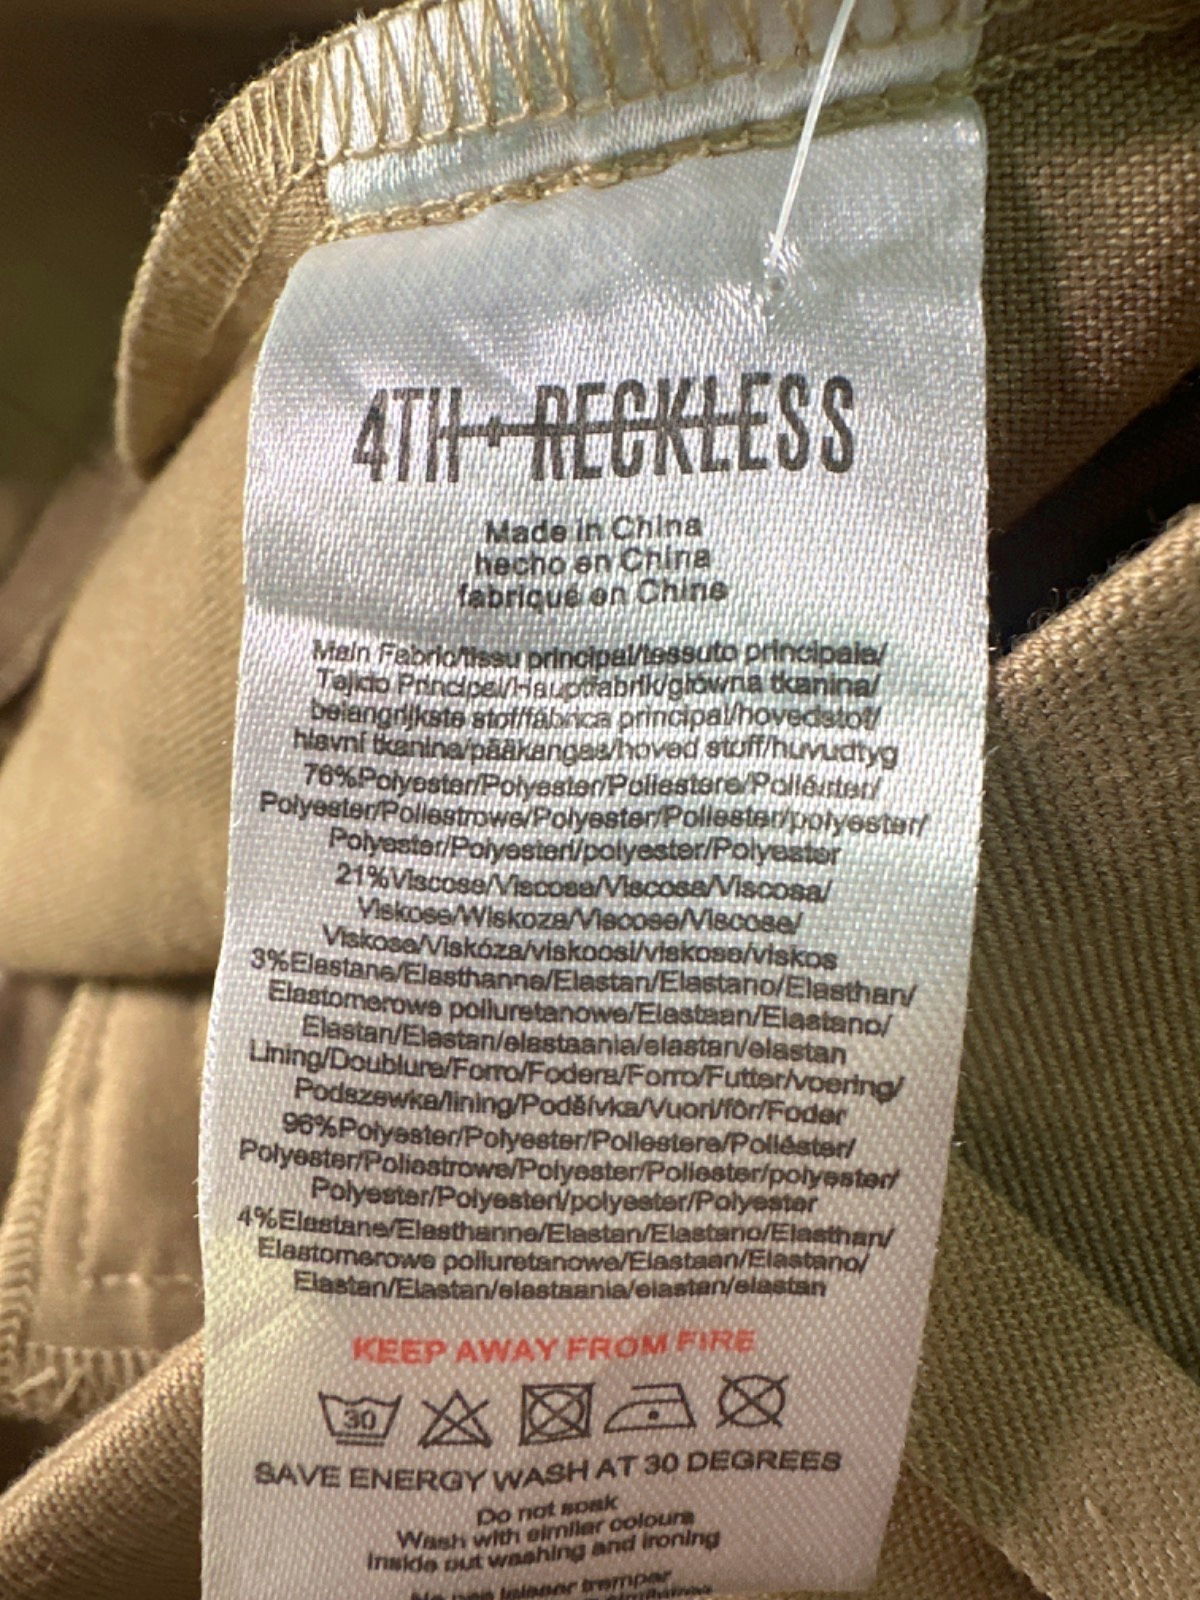 4TH + RECKLESS
Made in China
hecho en China
fabriqué en Chine
Main Fabric/tissu principal/tessuto principale/
Tejido Principal/Hauptfabrik/główna tkanina/
belangrijkste stof/fábrica principal/hovedstof/
hlavní tkanina/pääkangas/hoved stoff/huvudtyg
76%Polyester/Polyester/Poliestere/Poliéster/
Polyester/Poliestrowe/Polyester/Poliester/polyester/
Polyester/Polyesteri/polyester/Polyester
21%Viscose/Viscose/Viscosa/Viscosa/
Viskose/Wiskoza/Viscose/Viscose/
Viskose/Viskóza/viskoosi/viskose/viskos
3%Elastane/Elasthanne/Elastan/Elastano/Elasthan/
Elastomerowe poliuretanowe/Elastaan/Elastano/
Elastan/Elastan/elastaania/elastan/elastan
Lining/Doublure/Forro/Fodera/Forro/Futter/voering/
Podszewka/lining/Podšívka/Vuori/fôr/Foder
96%Polyester/Polyester/Poliestere/Poliéster/
Polyester/Poliestrowe/Polyester/Poliester/polyester/
Polyester/Polyesteri/polyester/Polyester
4%Elastane/Elasthanne/Elastan/Elastano/Elasthan/
Elastomerowe poliuretanowe/Elastaan/Elastano/
Elastan/Elastan/elastaania/elastan/elastan
KEEP AWAY FROM FIRE
30
SAVE ENERGY WASH AT 30 DEGREES
Do not soak
Wash with similar colours
Inside out washing and ironing
Ne pas laisser tremper